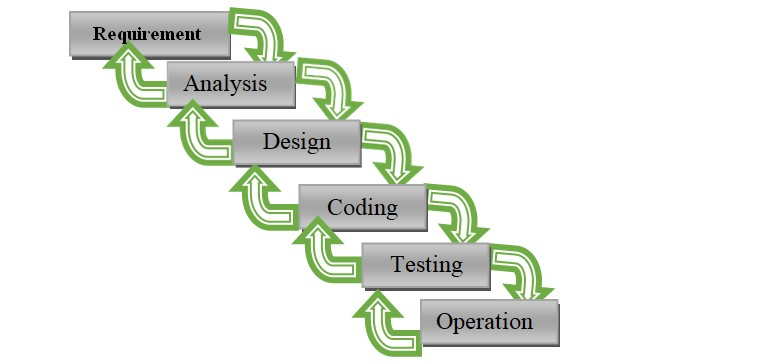 Requirement
Analysis
Design
Coding
Testing
Operation